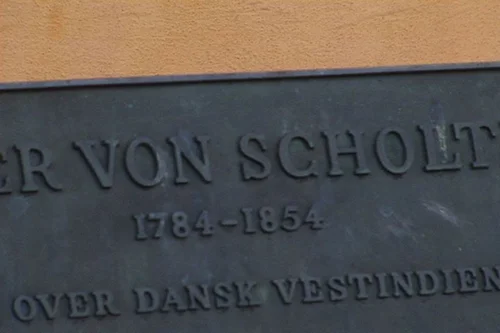 ER VON SCHOLT
1784-1854
OVER DANSK VESTINDIEN